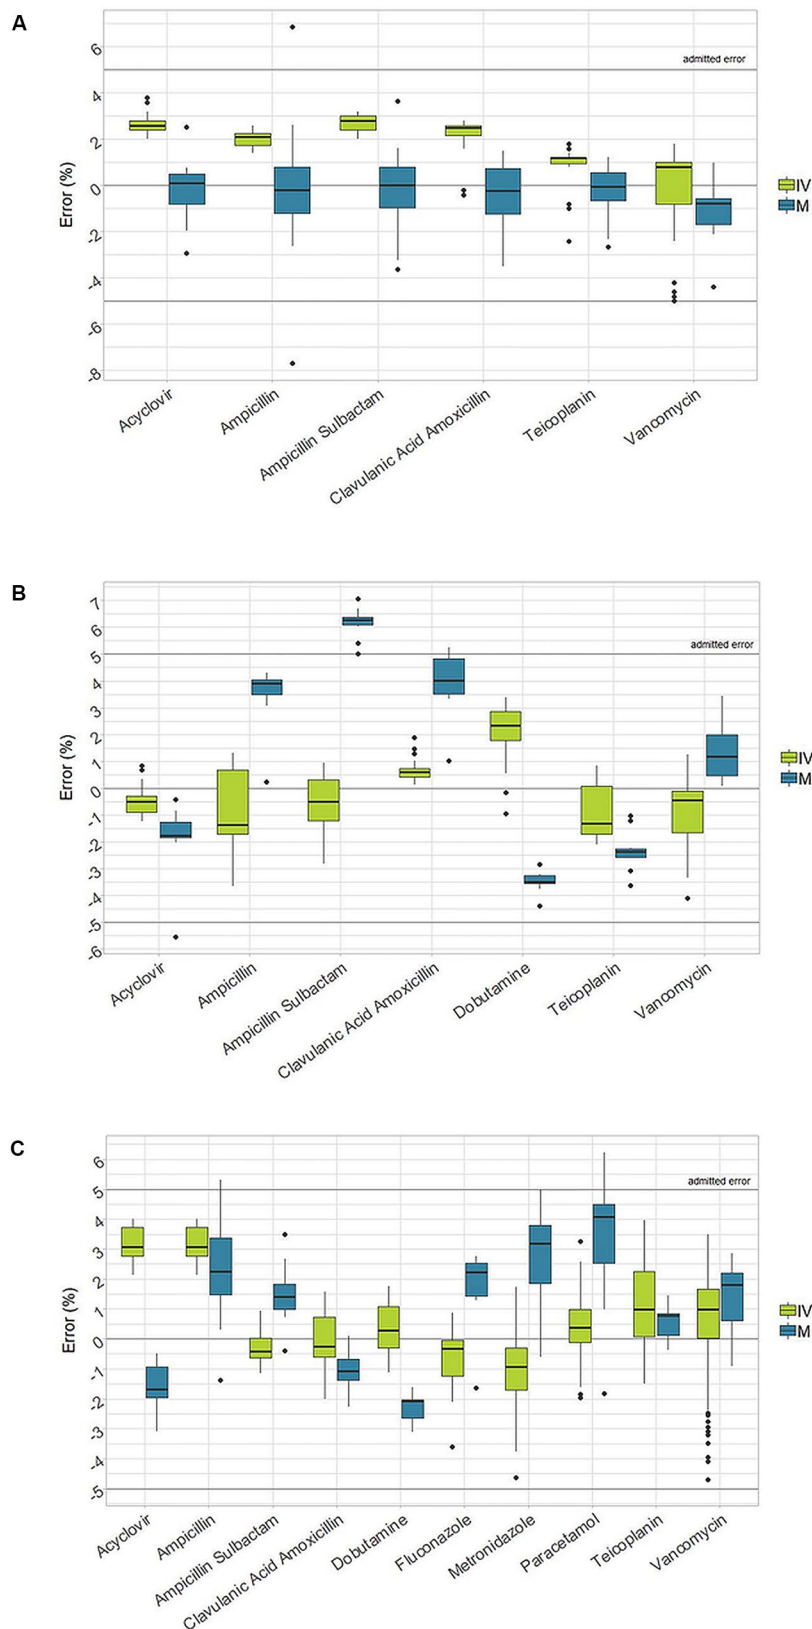 A
6
4
2
0
-2
-4
-6
-8
Error (%)
admitted error
IV
M
Acyclovir
Ampicillin
Ampicillin Sulbactam
Clavulanic Acid Amoxicillin
Teicoplanin
Vancomycin
B
7
6
5
4
3
2
1
0
-1
-2
-3
-4
-5
-6
Error (%)
admitted error
IV
M
Acyclovir
Ampicillin
Ampicillin Sulbactam
Clavulanic Acid Amoxicillin
Dobutamine
Teicoplanin
Vancomycin
C
6
5
4
3
2
1
0
-1
-2
-3
-4
-5
Error (%)
admitted error
IV
M
Acyclovir
Ampicillin
Ampicillin Sulbactam
Clavulanic Acid Amoxicillin
Dobutamine
Fluconazole
Metronidazole
Paracetamol
Teicoplanin
Vancomycin